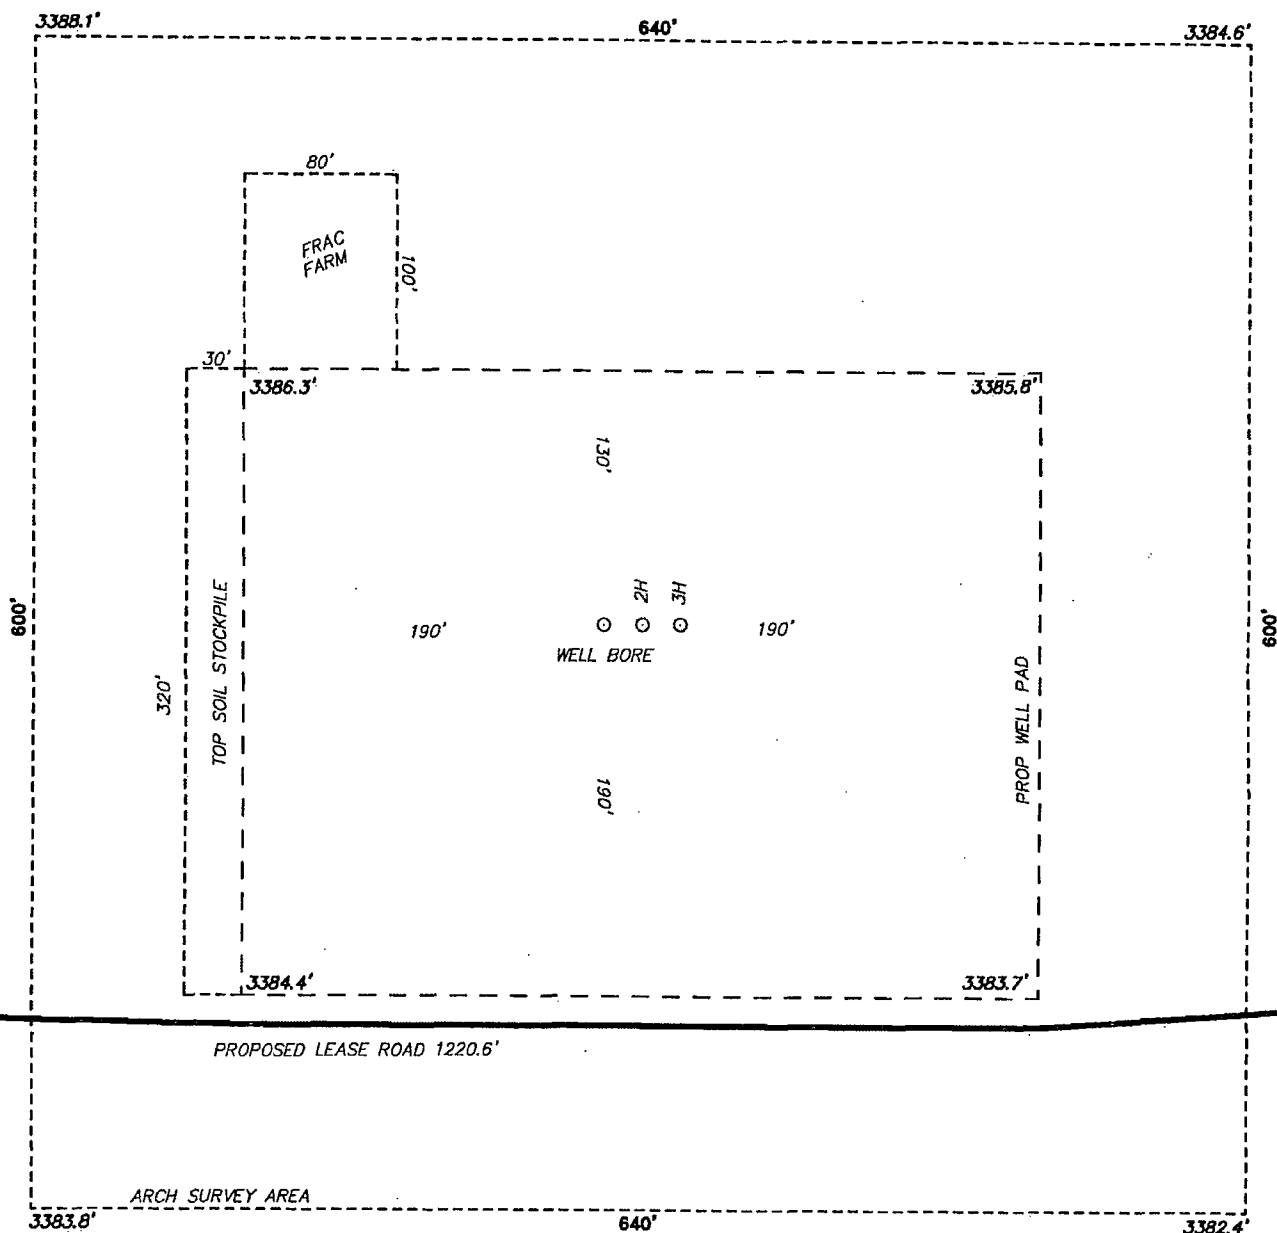 3388.1'
640'
3384.6'
80'
FRAC
FARM
100'
30'
3386.3'
3385.8'
130'
600'
TOP SOIL STOCKPILE
320'
190'
2H
3H
190'
WELL BORE
600'
PROP WELL PAD
190'
3384.4'
3383.7'
PROPOSED LEASE ROAD 1220.6'
ARCH SURVEY AREA
3383.8'
640'
3382.4'